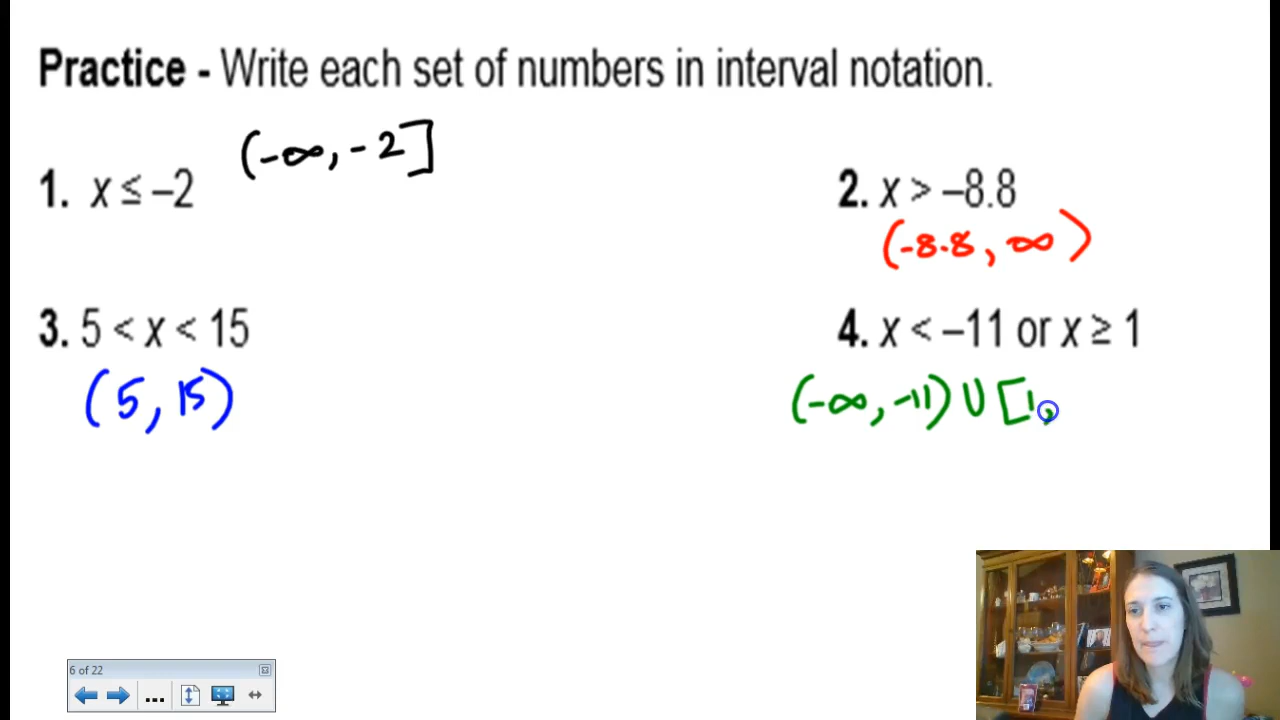 Practice - Write each set of numbers in interval notation.
(-∞, -2]
1. x ≤ –2
2. x > –8.8
(-8.8, ∞)
3. 5 < x < 15
4. x < –11 or x ≥ 1
(5, 15)
(-∞, -11) ∪ [1,
6 of 22